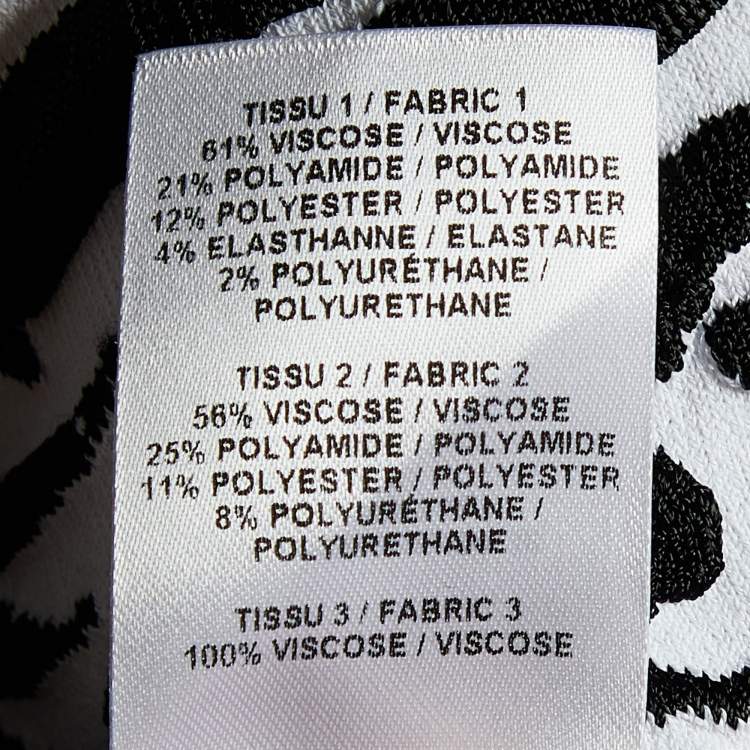 TISSU 1 / FABRIC 1
61% VISCOSE / VISCOSE
21% POLYAMIDE / POLYAMIDE
12% POLYESTER / POLYESTER
4% ELASTHANNE / ELASTANE
2% POLYURÉTHANE /
POLYURETHANE
TISSU 2 / FABRIC 2
56% VISCOSE / VISCOSE
25% POLYAMIDE / POLYAMIDE
11% POLYESTER / POLYESTER
8% POLYURÉTHANE /
POLYURETHANE
TISSU 3 / FABRIC 3
100% VISCOSE / VISCOSE